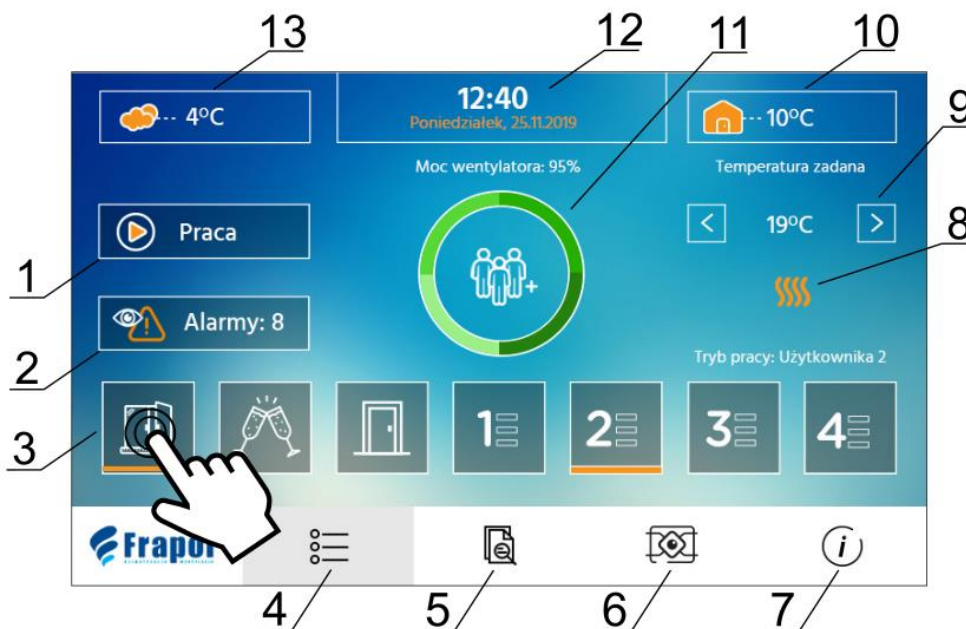 13
12
11
10
4°C
12:40
Poniedziałek, 25.11.2019
10°C
9
Moc wentylatora: 95%
Temperatura zadana
19°C
8
Praca
1
+
Alarmy: 8
2
Tryb pracy: Użytkownika 2
3
1
2
3
4
Frapol
i
4
5
6
7